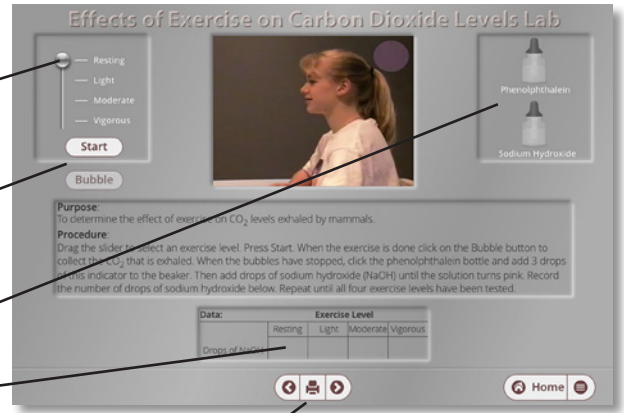 Effects of Exercise on Carbon Dioxide Levels Lab
Resting
Light
Moderate
Vigorous
Start
Bubble
Phenolphthalein
Sodium Hydroxide
Purpose:
To determine the effect of exercise on CO₂ levels exhaled by mammals.
Procedure:
Drag the slider to select an exercise level. Press Start. When the exercise is done click on the Bubble button to
collect the CO₂ that is exhaled. When the bubbles have stopped, click the phenolphthalein bottle and add 3 drops
of this indicator to the beaker. Then add drops of sodium hydroxide (NaOH) until the solution turns pink. Record
the number of drops of sodium hydroxide below. Repeat until all four exercise levels have been tested.
Data: Exercise Level
Resting Light Moderate Vigorous
Drops of NaOH
Home